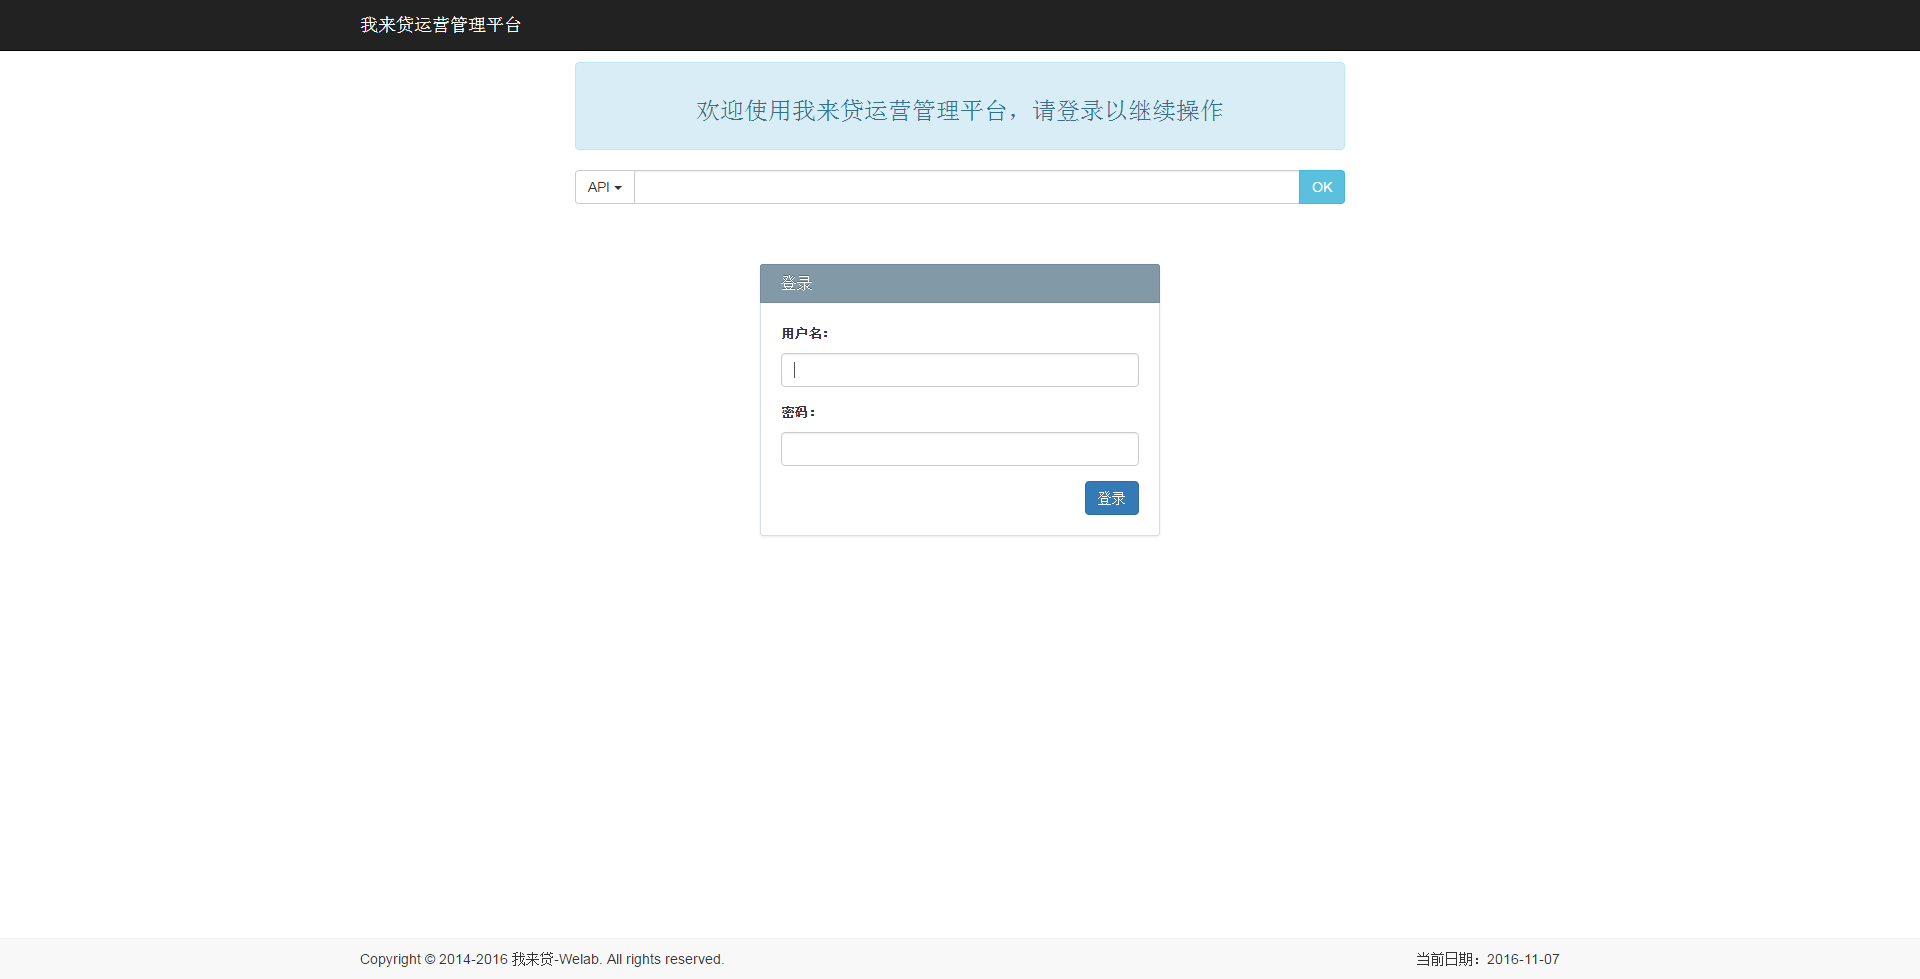 我来贷运营管理平台
欢迎使用我来贷运营管理平台，请登录以继续操作
API
OK
登录
用户名：
密码：
登录
Copyright © 2014-2016 我来贷-Welab. All rights reserved.
当前日期：2016-11-07